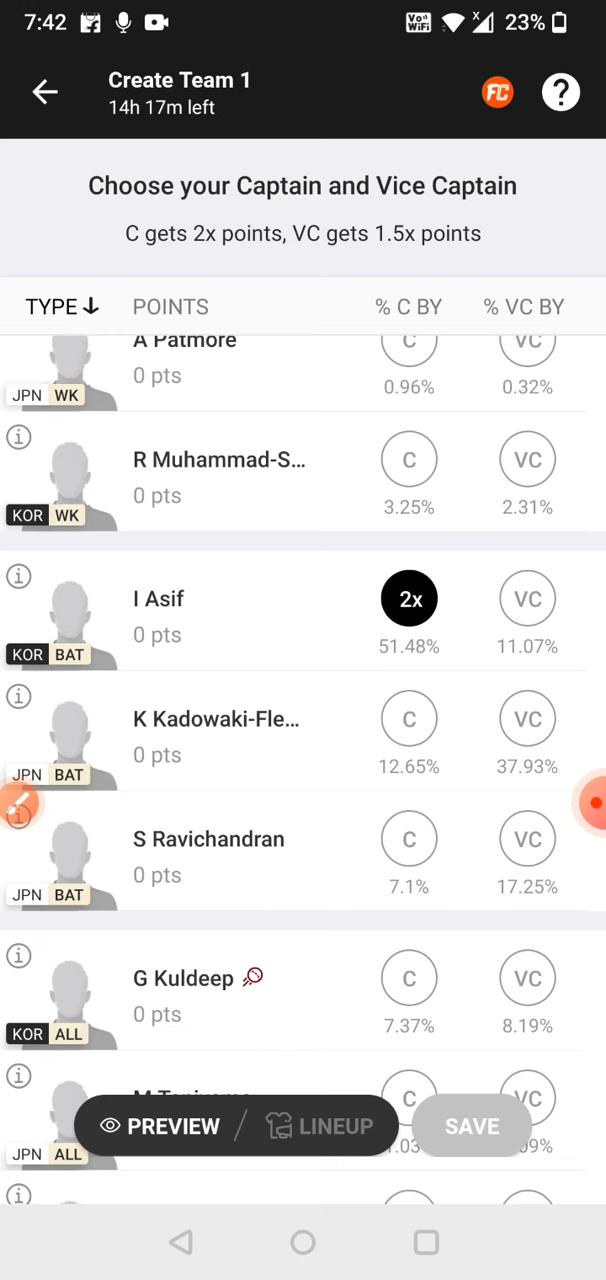 7:42 Vo)) WiFi X 23%
Create Team 1
14h 17m left
FC ?
Choose your Captain and Vice Captain
C gets 2x points, VC gets 1.5x points
TYPE POINTS % C BY % VC BY
A Patmore C VC
0 pts 0.96% 0.32%
JPN WK
R Muhammad-S... C VC
0 pts 3.25% 2.31%
KOR WK
I Asif 2x VC
0 pts 51.48% 11.07%
KOR BAT
K Kadowaki-Fle... C VC
0 pts 12.65% 37.93%
JPN BAT
S Ravichandran C VC
0 pts 7.1% 17.25%
JPN BAT
G Kuldeep C VC
0 pts 7.37% 8.19%
KOR ALL
C VC
PREVIEW / LINEUP SAVE
JPN ALL